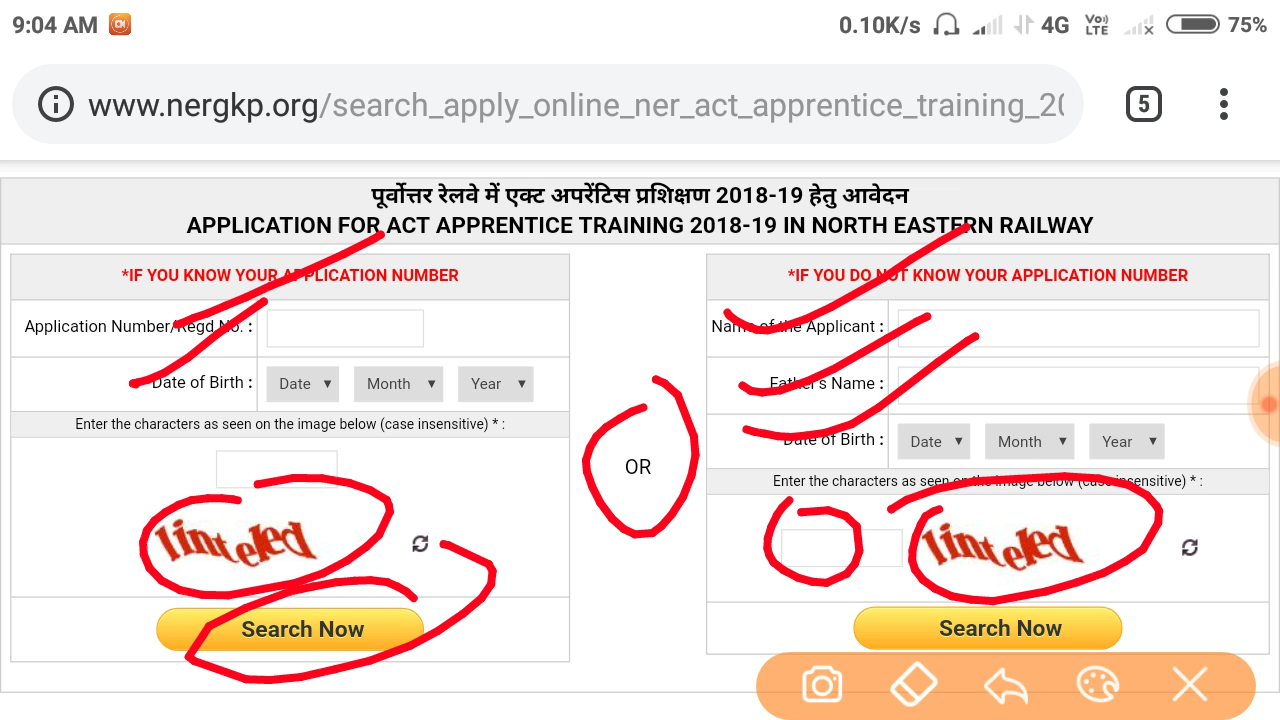 9:04 AM 0.10K/s 4G Vo)) LTE 75%
www.nergkp.org/search_apply_online_ner_act_apprentice_training_20 5
पूर्वोत्तर रेलवे में एक्ट अपरेंटिस प्रशिक्षण 2018-19 हेतु आवेदन
APPLICATION FOR ACT APPRENTICE TRAINING 2018-19 IN NORTH EASTERN RAILWAY
*IF YOU KNOW YOUR APPLICATION NUMBER
Application Number/Regd No. :
Date of Birth : Date Month Year
Enter the characters as seen on the image below (case insensitive) * :
linteled
Search Now
OR
*IF YOU DO NOT KNOW YOUR APPLICATION NUMBER
Name of the Applicant :
Father's Name :
Date of Birth : Date Month Year
Enter the characters as seen on the image below (case insensitive) * :
linteled
Search Now